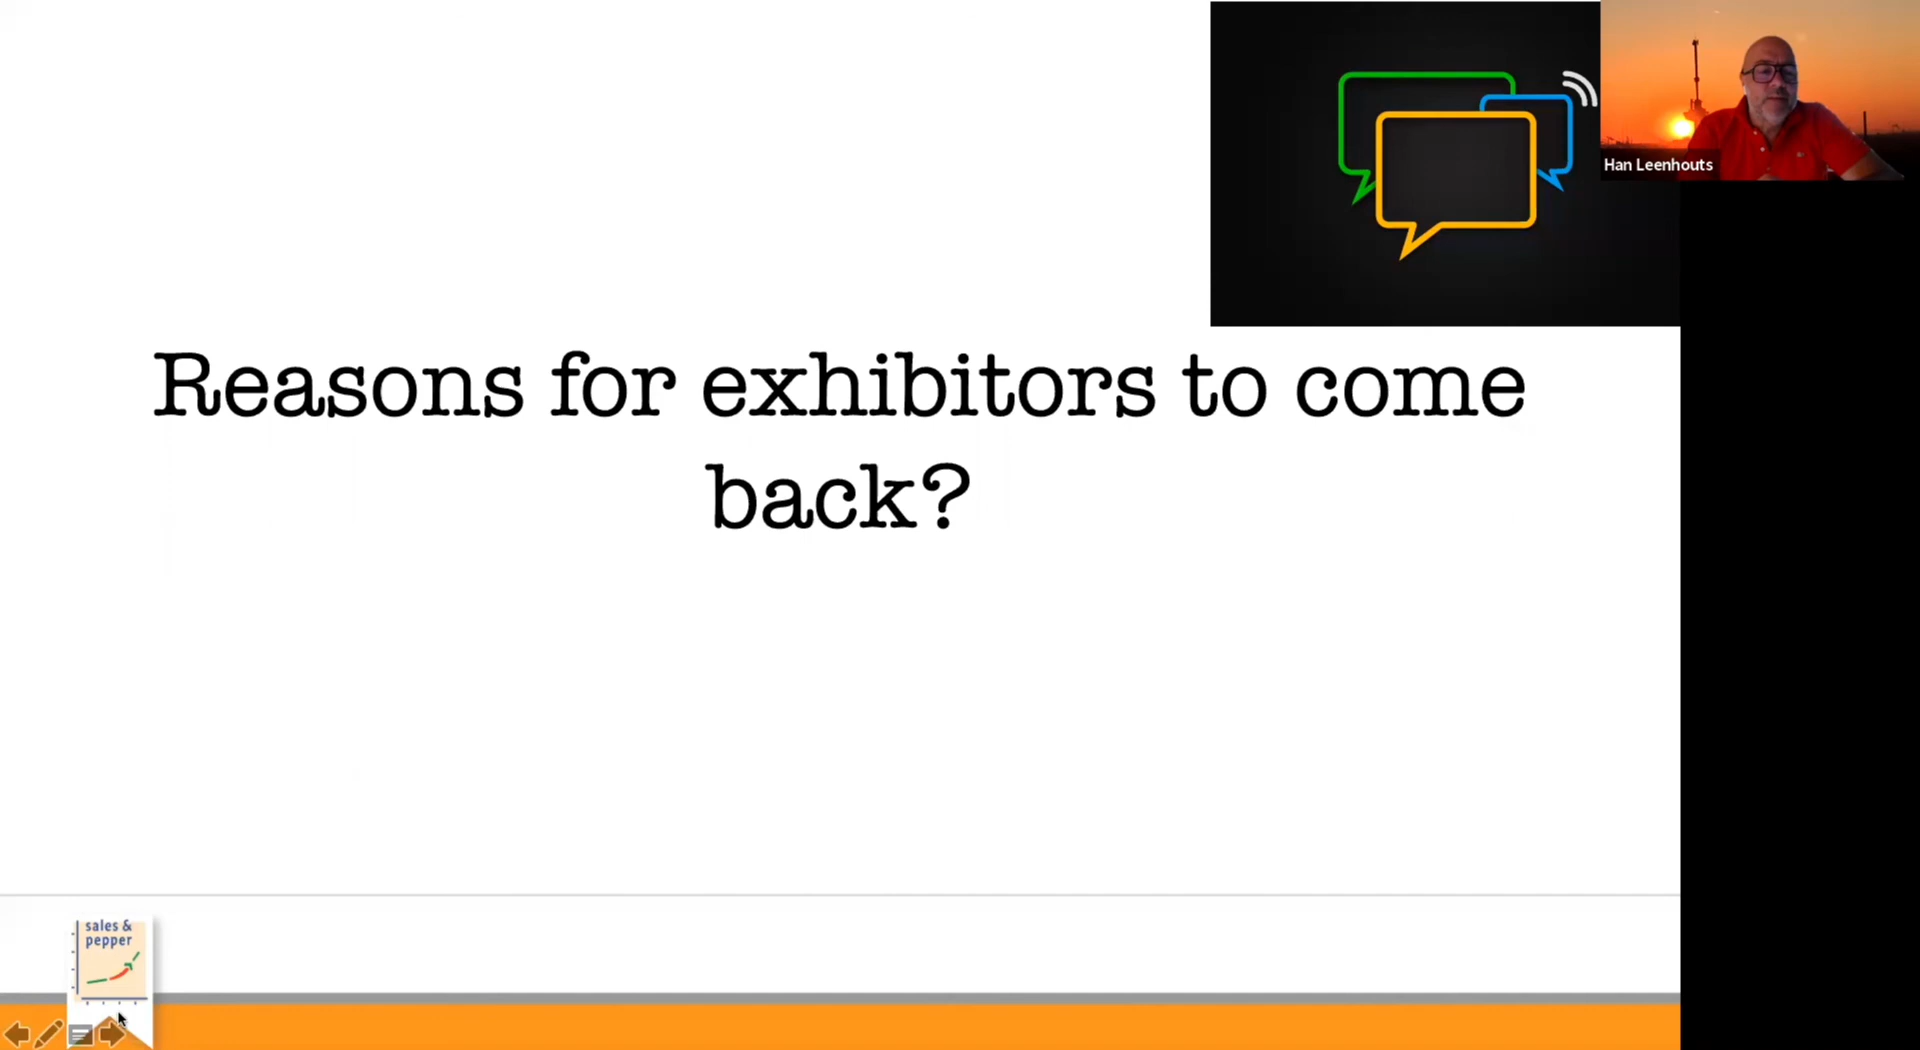 Han Leenhouts
Reasons for exhibitors to come
back?
sales &
pepper